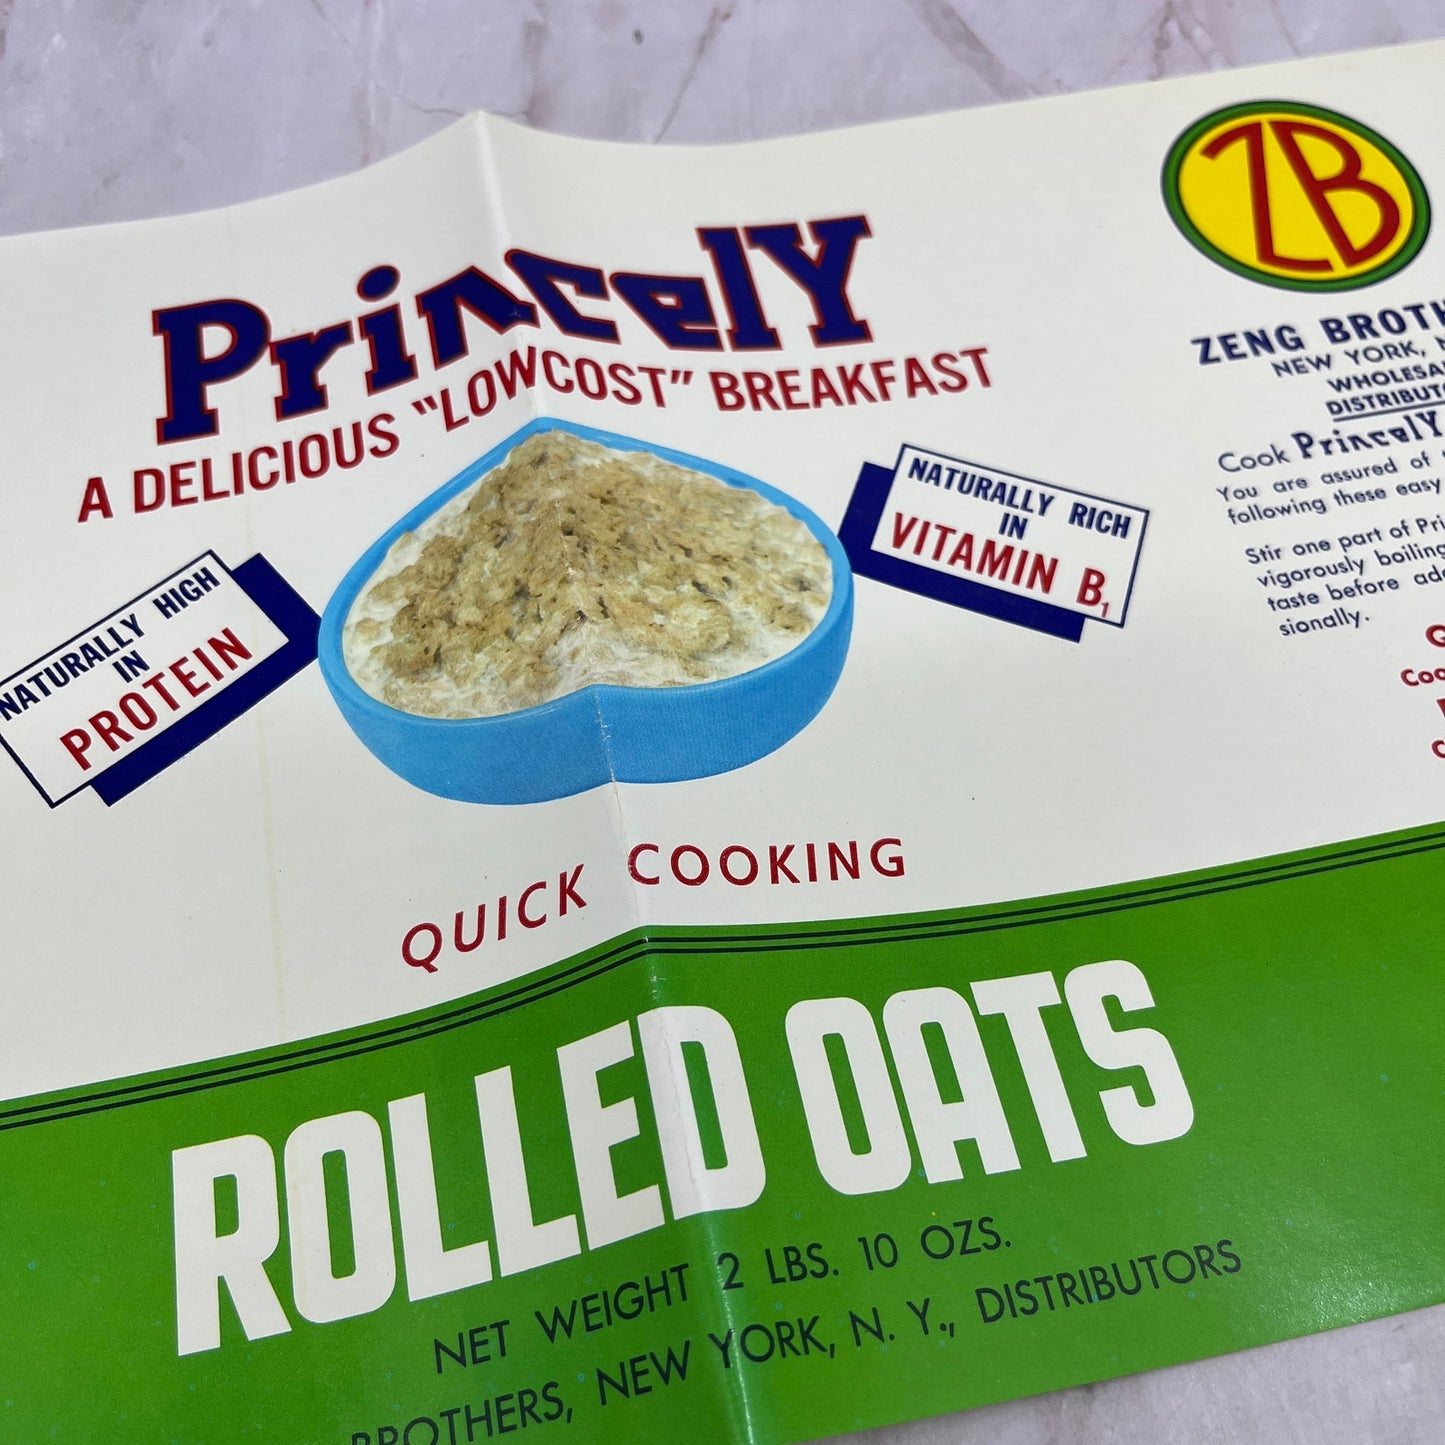 PrincelY
A DELICIOUS "LOWCOST" BREAKFAST
NATURALLY HIGH
IN
PROTEIN
NATURALLY RICH
IN
VITAMIN B1
QUICK COOKING
ROLLED OATS
NET WEIGHT 2 LBS. 10 OZS.
BROTHERS, NEW YORK, N. Y., DISTRIBUTORS
ZB
ZENG BROTH
NEW YORK, N
WHOLESA
DISTRIBUTO
Cook PrincelY
You are assured of
following these easy
Stir one part of Pri
vigorously boiling
taste before add
sionally.
Q
Coo
C